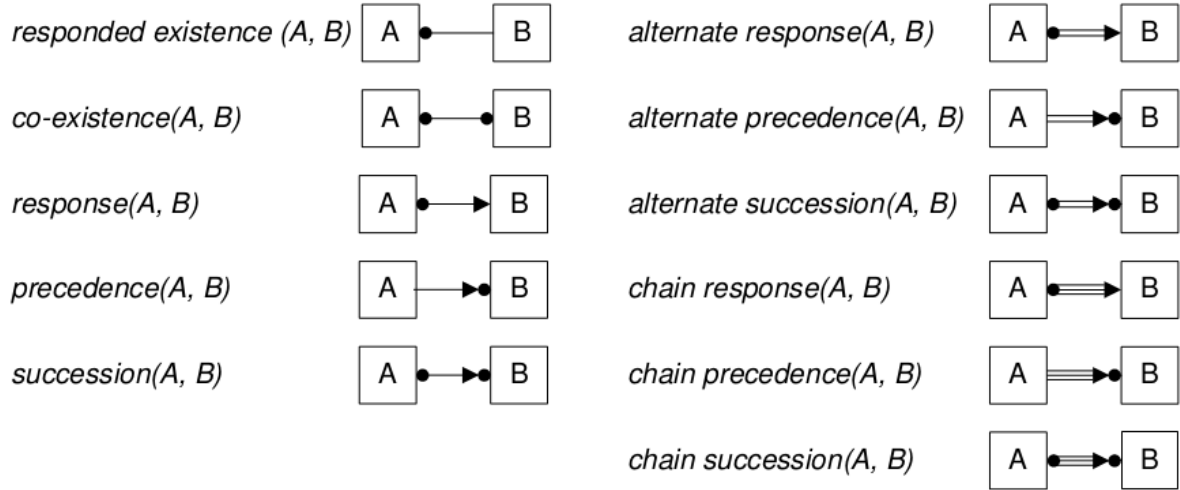 responded existence (A, B) A B
co-existence(A, B) A B
response(A, B) A B
precedence(A, B) A B
succession(A, B) A B
alternate response(A, B) A B
alternate precedence(A, B) A B
alternate succession(A, B) A B
chain response(A, B) A B
chain precedence(A, B) A B
chain succession(A, B) A B